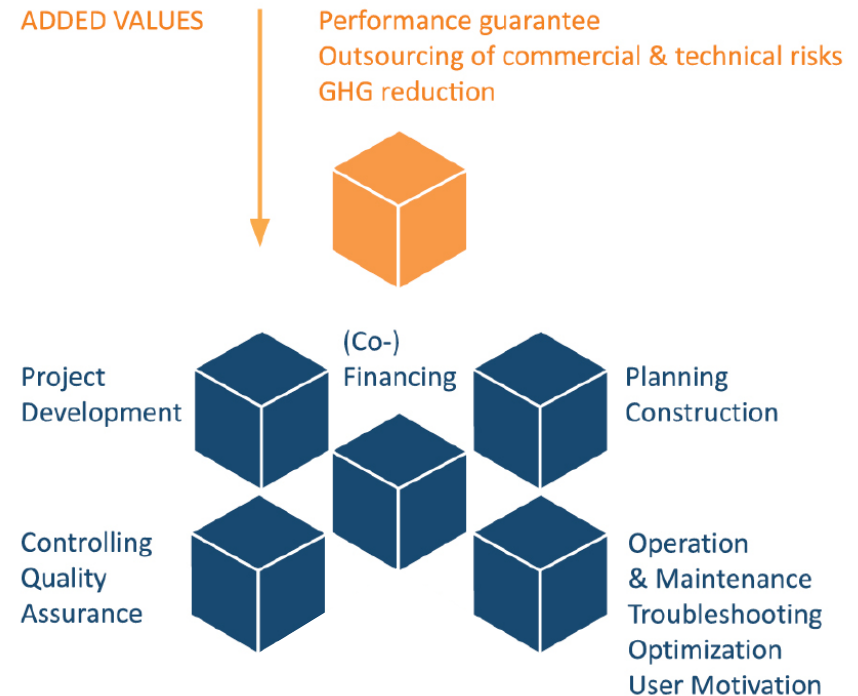 ADDED VALUES
Performance guarantee
Outsourcing of commercial & technical risks
GHG reduction
(Co-)
Financing
Project
Development
Planning
Construction
Controlling
Quality
Assurance
Operation
& Maintenance
Troubleshooting
Optimization
User Motivation